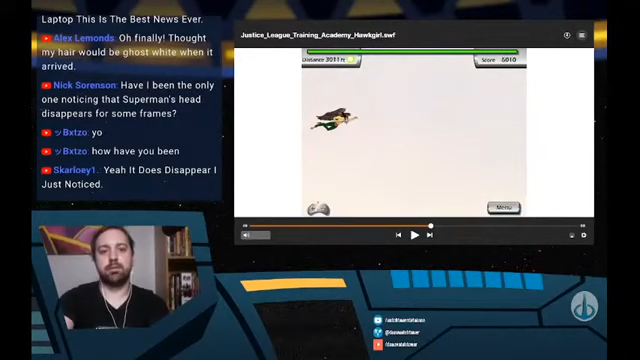 Laptop This Is The Best News Ever.
Alex Lemonds: Oh finally! Thought
my hair would be ghost white when it
arrived.
Nick Sorenson: Have I been the only
one noticing that Superman's head
disappears for some frames?
ツBxtzo: yo
ツBxtzo: how have you been
Skarloey1.: Yeah It Does Disappear I
Just Noticed.
Justice_League_Training_Academy_Hawkgirl.swf
Distance 3011 ft
Score
Menu